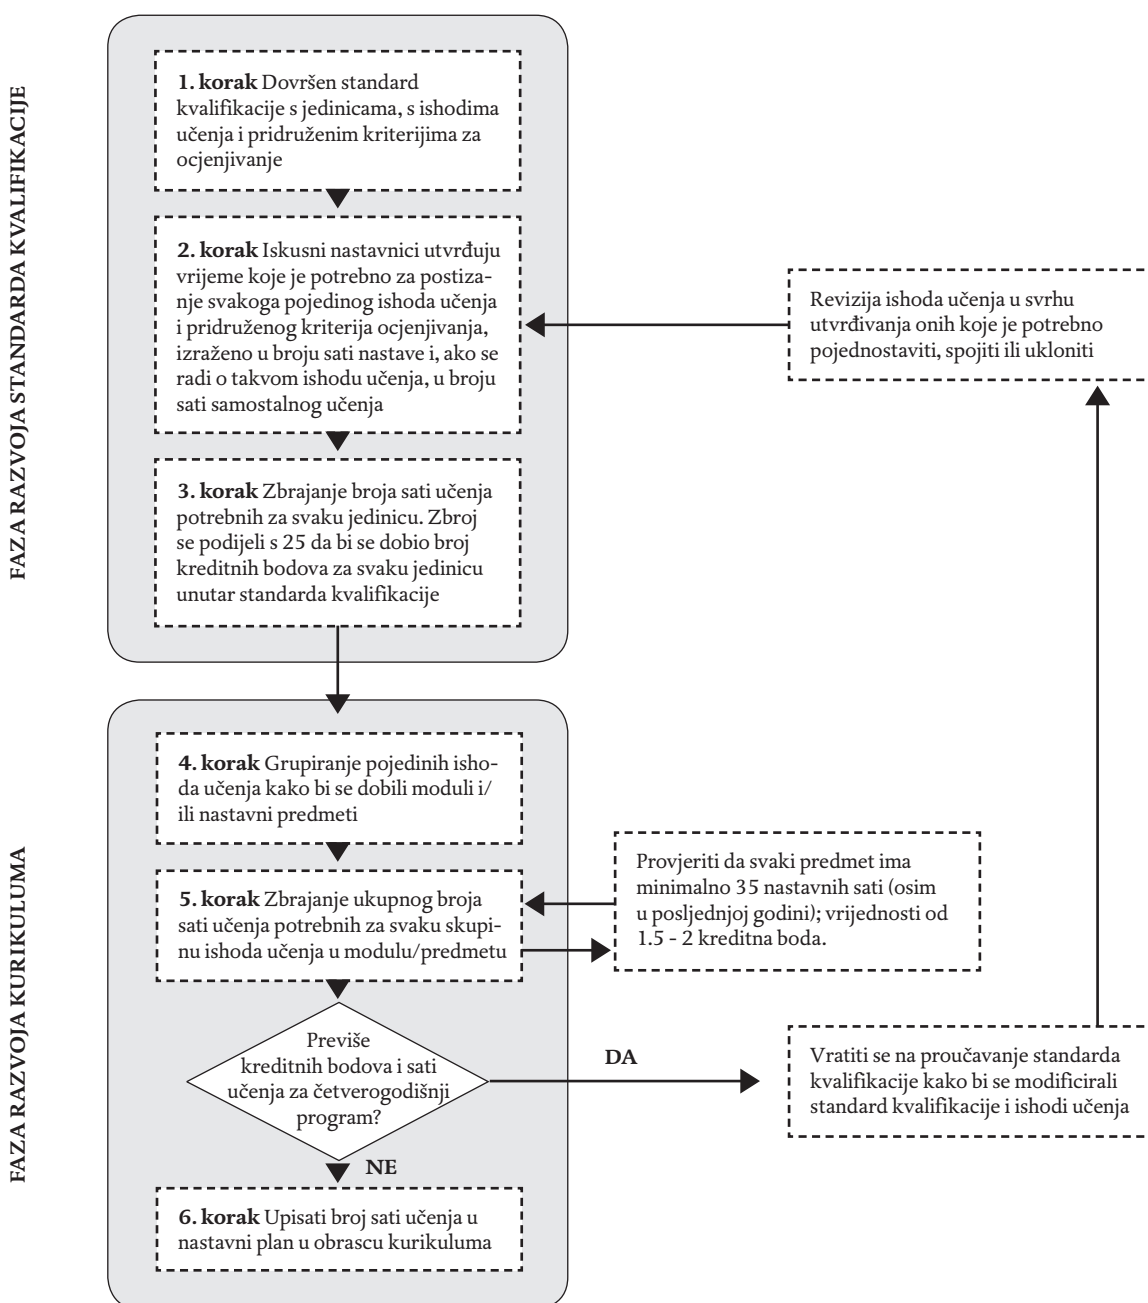 FAZA RAZVOJA STANDARDA KVALIFIKACIJE
1. korak Dovršen standard
kvalifikacije s jedinicama, s ishodima
učenja i pridruženim kriterijima za
ocjenjivanje
2. korak Iskusni nastavnici utvrđuju
vrijeme koje je potrebno za postiza-
nje svakoga pojedinog ishoda učenja
i pridruženog kriterija ocjenjivanja,
izraženo u broju sati nastave i, ako se
radi o takvom ishodu učenja, u broju
sati samostalnog učenja
Revizija ishoda učenja u svrhu
utvrđivanja onih koje je potrebno
pojednostaviti, spojiti ili ukloniti
3. korak Zbrajanje broja sati učenja
potrebnih za svaku jedinicu. Zbroj
se podijeli s 25 da bi se dobio broj
kreditnih bodova za svaku jedinicu
unutar standarda kvalifikacije
FAZA RAZVOJA KURIKULUMA
4. korak Grupiranje pojedinih isho-
da učenja kako bi se dobili moduli i/
ili nastavni predmeti
5. korak Zbrajanje ukupnog broja
sati učenja potrebnih za svaku skupi-
nu ishoda učenja u modulu/predmetu
Provjeriti da svaki predmet ima
minimalno 35 nastavnih sati (osim
u posljednjoj godini); vrijednosti od
1.5 - 2 kreditna boda.
Previše
kreditnih bodova i sati
učenja za četverogodišnji
program?
DA
Vratiti se na proučavanje standarda
kvalifikacije kako bi se modificirali
standard kvalifikacije i ishodi učenja
NE
6. korak Upisati broj sati učenja u
nastavni plan u obrascu kurikuluma